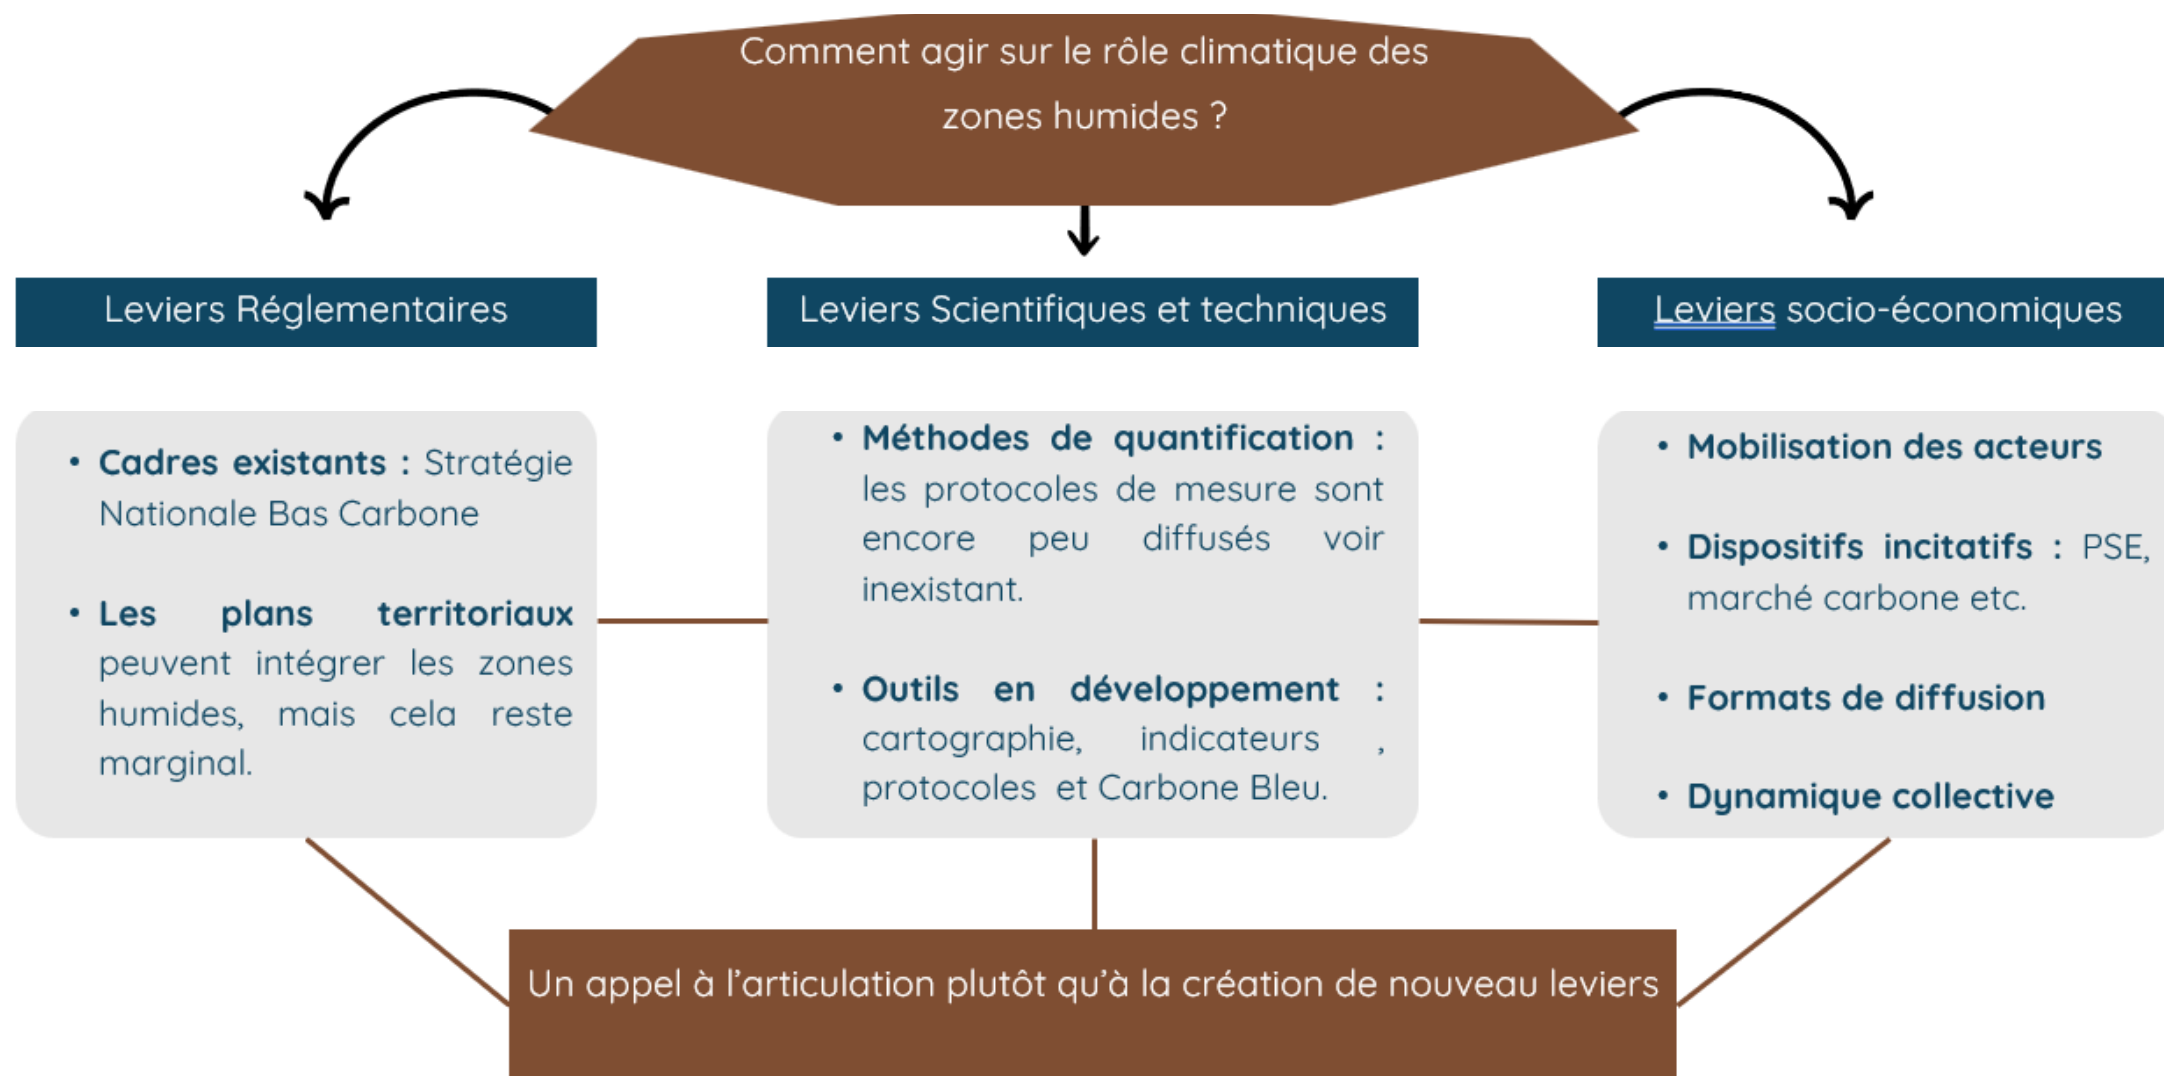 Comment agir sur le rôle climatique des
zones humides ?
Leviers Réglementaires
Leviers Scientifiques et techniques
Leviers socio-économiques
• Cadres existants : Stratégie
Nationale Bas Carbone
• Les plans territoriaux
peuvent intégrer les zones
humides, mais cela reste
marginal.
• Méthodes de quantification :
les protocoles de mesure sont
encore peu diffusés voir
inexistant.
• Outils en développement :
cartographie, indicateurs ,
protocoles et Carbone Bleu.
• Mobilisation des acteurs
• Dispositifs incitatifs : PSE,
marché carbone etc.
• Formats de diffusion
• Dynamique collective
Un appel à l’articulation plutôt qu’à la création de nouveau leviers